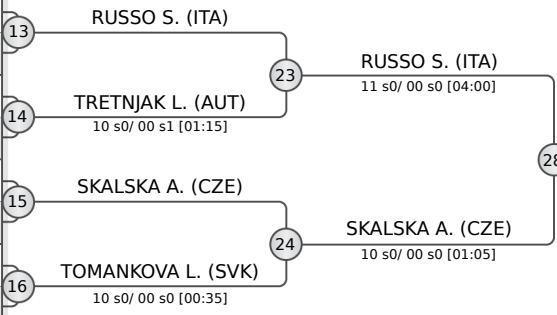 RUSSO S. (ITA)
13
23
RUSSO S. (ITA)
11 s0/ 00 s0 [04:00]
TRETNJAK L. (AUT)
14
10 s0/ 00 s1 [01:15]
28
SKALSKA A. (CZE)
15
24
SKALSKA A. (CZE)
10 s0/ 00 s0 [01:05]
TOMANKOVA L. (SVK)
16
10 s0/ 00 s0 [00:35]